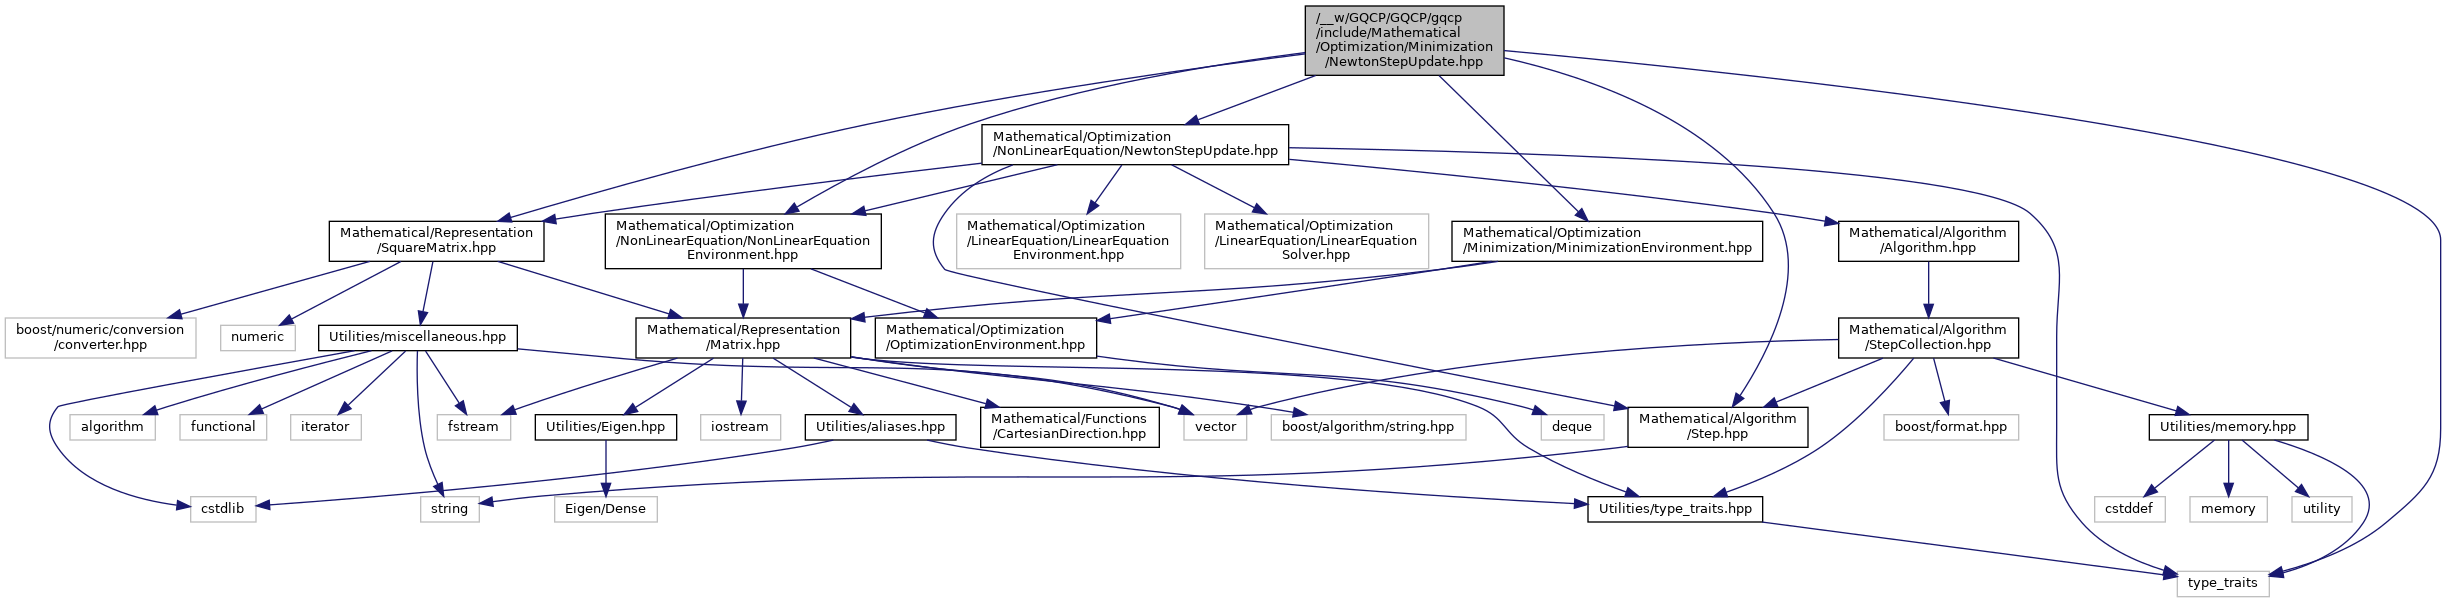 /__w/GQCP/GQCP/gqcp
/include/Mathematical
/Optimization/Minimization
/NewtonStepUpdate.hpp
Mathematical/Optimization
/NonLinearEquation/NewtonStepUpdate.hpp
Mathematical/Representation
/SquareMatrix.hpp
Mathematical/Optimization
/NonLinearEquation/NonLinearEquation
Environment.hpp
Mathematical/Optimization
/LinearEquation/LinearEquation
Environment.hpp
Mathematical/Optimization
/LinearEquation/LinearEquation
Solver.hpp
Mathematical/Optimization
/Minimization/MinimizationEnvironment.hpp
Mathematical/Algorithm
/Algorithm.hpp
boost/numeric/conversion
/converter.hpp
numeric
Utilities/miscellaneous.hpp
Mathematical/Representation
/Matrix.hpp
Mathematical/Optimization
/OptimizationEnvironment.hpp
Mathematical/Algorithm
/StepCollection.hpp
algorithm
functional
iterator
fstream
Utilities/Eigen.hpp
iostream
Utilities/aliases.hpp
Mathematical/Functions
/CartesianDirection.hpp
vector
boost/algorithm/string.hpp
deque
Mathematical/Algorithm
/Step.hpp
boost/format.hpp
Utilities/memory.hpp
cstdlib
string
Eigen/Dense
Utilities/type_traits.hpp
cstddef
memory
utility
type_traits